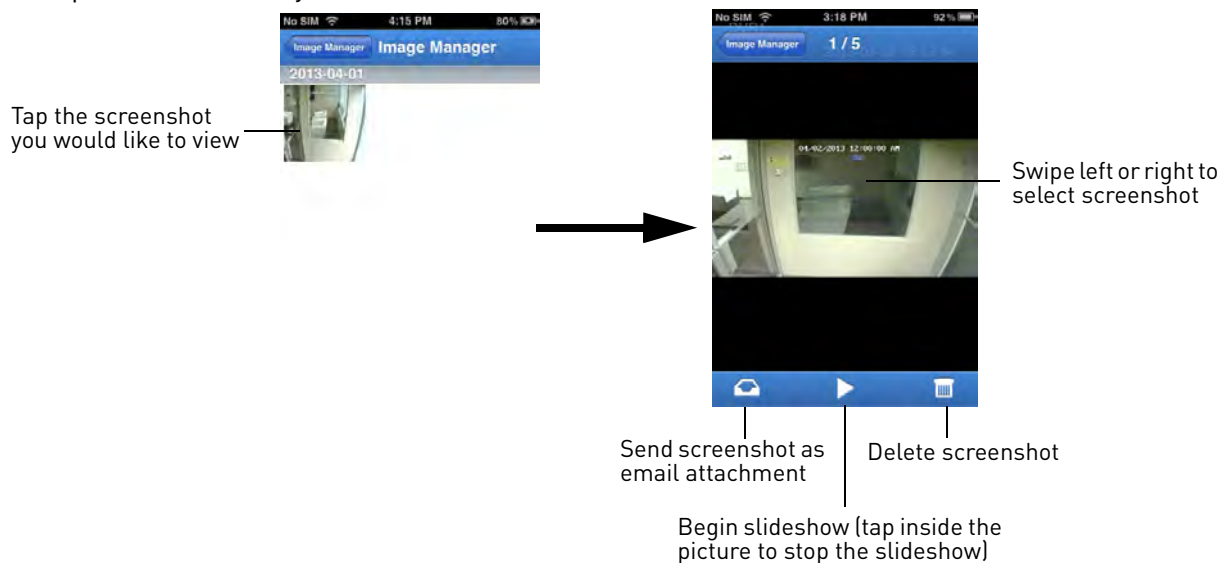 No SIM 4:15 PM 80%
Image Manager Image Manager
2013-04-01
Tap the screenshot
you would like to view
No SIM 3:18 PM 92%
Image Manager 1 / 5
04/02/2013 12:00:00 AM
Swipe left or right to
select screenshot
Send screenshot as
email attachment
Delete screenshot
Begin slideshow (tap inside the
picture to stop the slideshow)